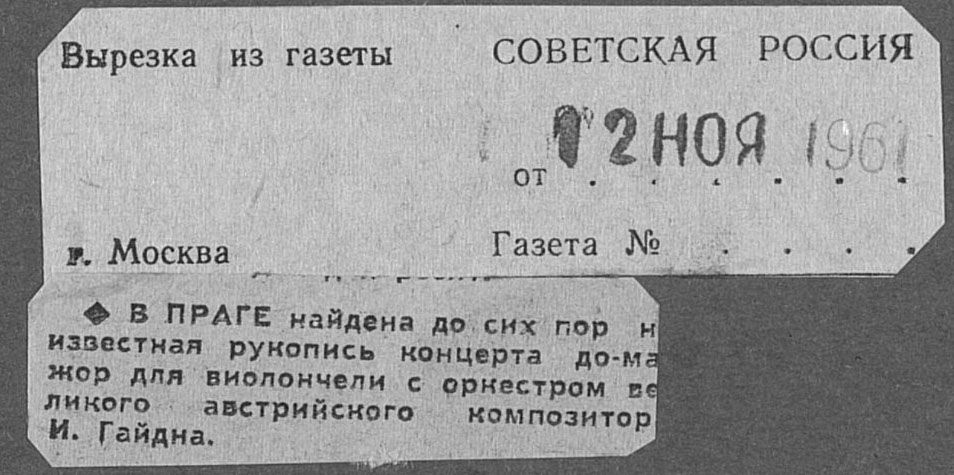 Вырезка из газеты СОВЕТСКАЯ РОССИЯ
от 12 НОЯ 1961
г. Москва Газета №
◆ В ПРАГЕ найдена до сих пор н
известная рукопись концерта до-ма
жор для виолончели с оркестром ве
ликого австрийского композитор
И. Гайдна.